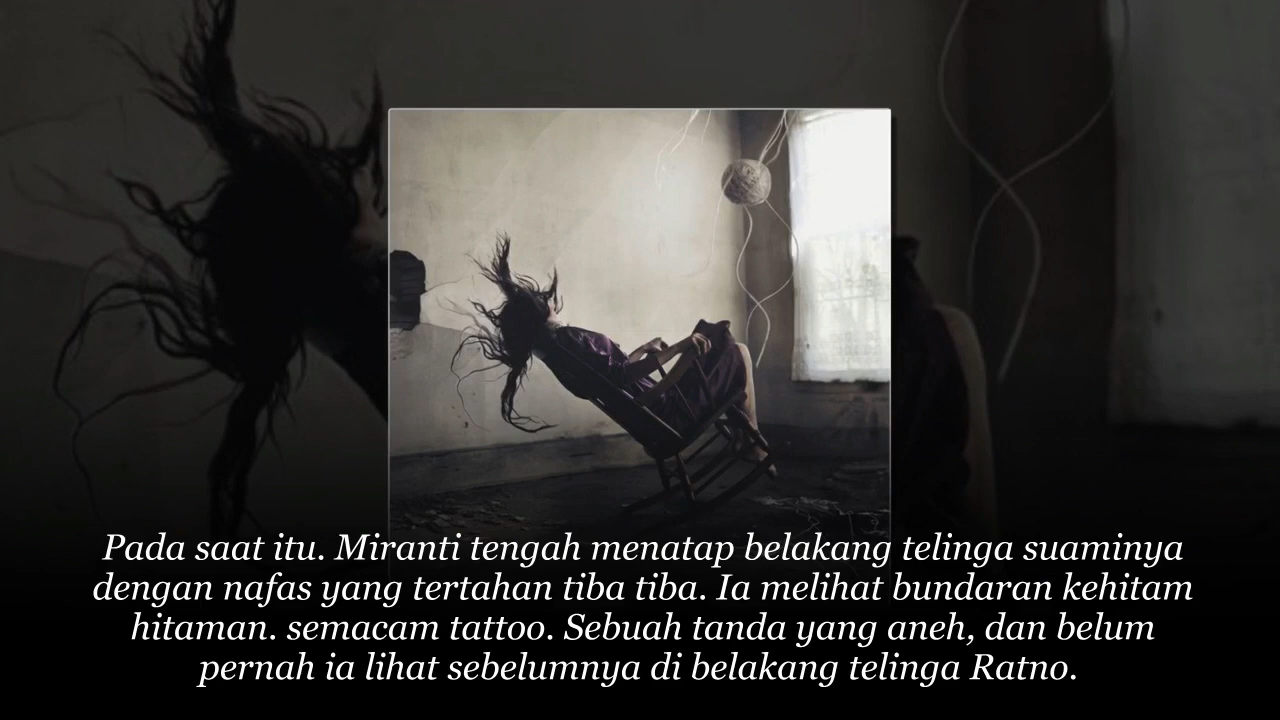 Pada saat itu. Miranti tengah menatap belakang telinga suaminya
dengan nafas yang tertahan tiba tiba. Ia melihat bundaran kehitam
hitaman. semacam tattoo. Sebuah tanda yang aneh, dan belum
pernah ia lihat sebelumnya di belakang telinga Ratno.